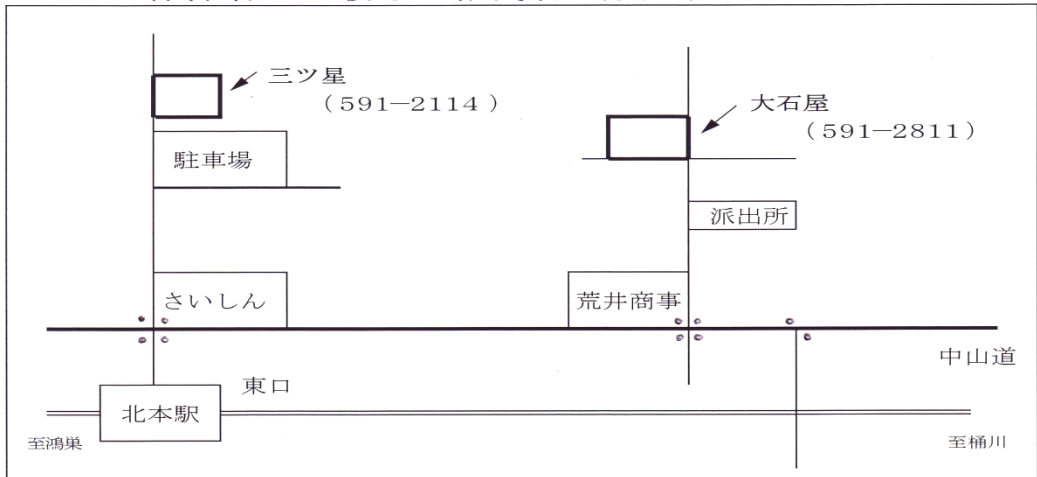 三ツ星
（591―2114 ）
大石屋
（591―2811）
駐車場
派出所
さいしん
荒井商事
中山道
東口
北本駅
至鴻巣
至桶川